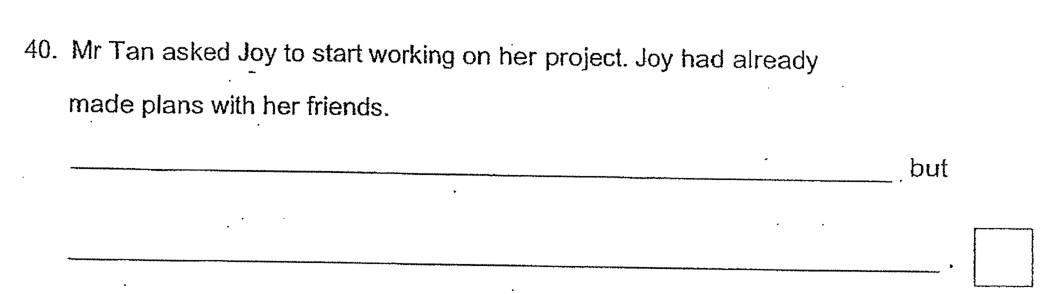 40. Mr Tan asked Joy to start working on her project. Joy had already
made plans with her friends.
but
.